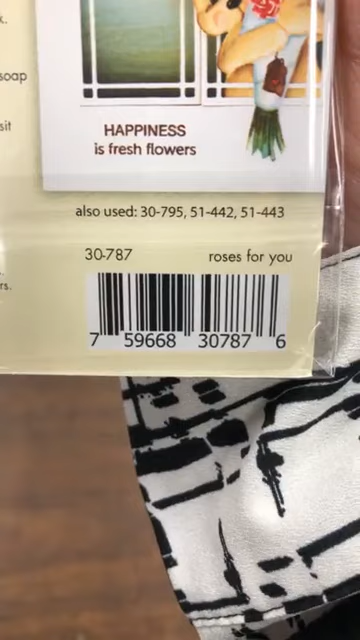 soap
sit
HAPPINESS
is fresh flowers
also used: 30-795, 51-442, 51-443
30-787 roses for you
7 59668 30787 6